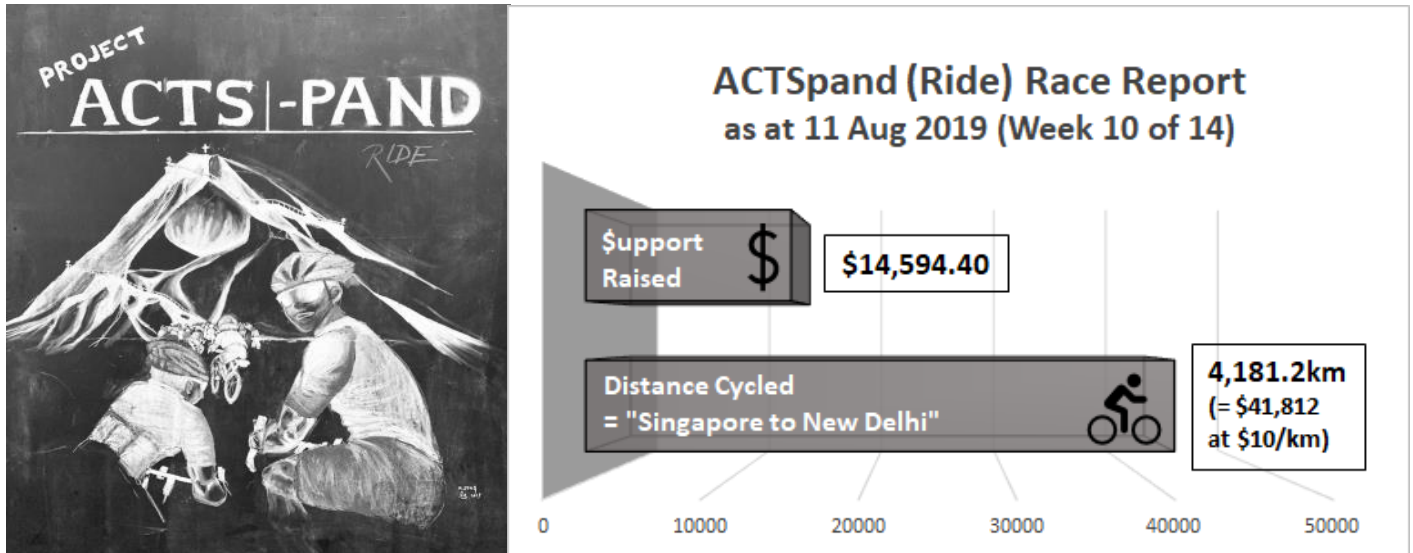 PROJECT
ACTS|-PAND
RIDE
ACTSpand (Ride) Race Report
as at 11 Aug 2019 (Week 10 of 14)
$upport
Raised
$
$14,594.40
Distance Cycled
= "Singapore to New Delhi"
4,181.2km
(= $41,812
at $10/km)
0
10000
20000
30000
40000
50000